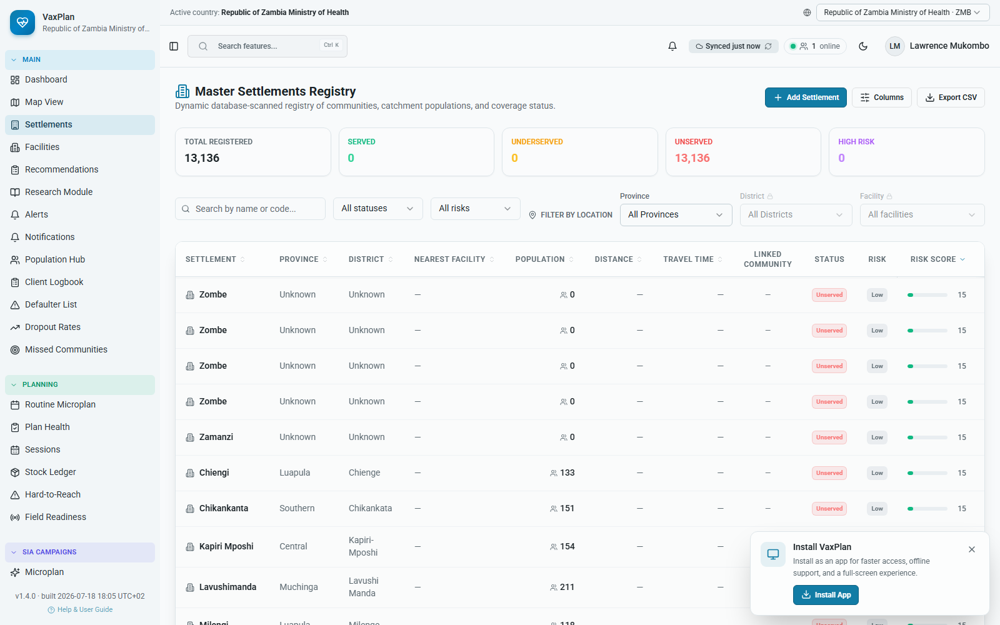 VaxPlan
Republic of Zambia Ministry of...
MAIN
Dashboard
Map View
Settlements
Facilities
Recommendations
Research Module
Alerts
Notifications
Population Hub
Client Logbook
Defaulter List
Dropout Rates
Missed Communities
PLANNING
Routine Microplan
Plan Health
Sessions
Stock Ledger
Hard-to-Reach
Field Readiness
SIA CAMPAIGNS
Microplan
v1.4.0 · built 2026-07-18 18:05 UTC+02
Help & User Guide
Active country: Republic of Zambia Ministry of Health
Republic of Zambia Ministry of Health · ZMB
Search features... Ctrl K
Synced just now
1 online
LM Lawrence Mukombo
Master Settlements Registry
Dynamic database-scanned registry of communities, catchment populations, and coverage status.
Add Settlement
Columns
Export CSV
TOTAL REGISTERED
13,136
SERVED
0
UNDERSERVED
0
UNSERVED
13,136
HIGH RISK
0
Search by name or code...
All statuses
All risks
FILTER BY LOCATION
Province
All Provinces
District
All Districts
Facility
All facilities
SETTLEMENT PROVINCE DISTRICT NEAREST FACILITY POPULATION DISTANCE TRAVEL TIME LINKED COMMUNITY STATUS RISK RISK SCORE
Zombe Unknown Unknown — 0 — — — Unserved Low 15
Zombe Unknown Unknown — 0 — — — Unserved Low 15
Zombe Unknown Unknown — 0 — — — Unserved Low 15
Zombe Unknown Unknown — 0 — — — Unserved Low 15
Zamanzi Unknown Unknown — 0 — — — Unserved Low 15
Chiengi Luapula Chienge — 133 — — — Unserved Low 15
Chikankanta Southern Chikankata — 151 — — — Unserved Low 15
Kapiri Mposhi Central Kapiri-Mposhi — 154 — —
Lavushimanda Muchinga Lavushi Manda — 211 — —
Milengi Luapula Milenge — 118 — — Unserved Low 15
Install VaxPlan
Install as an app for faster access, offline
support, and a full-screen experience.
Install App